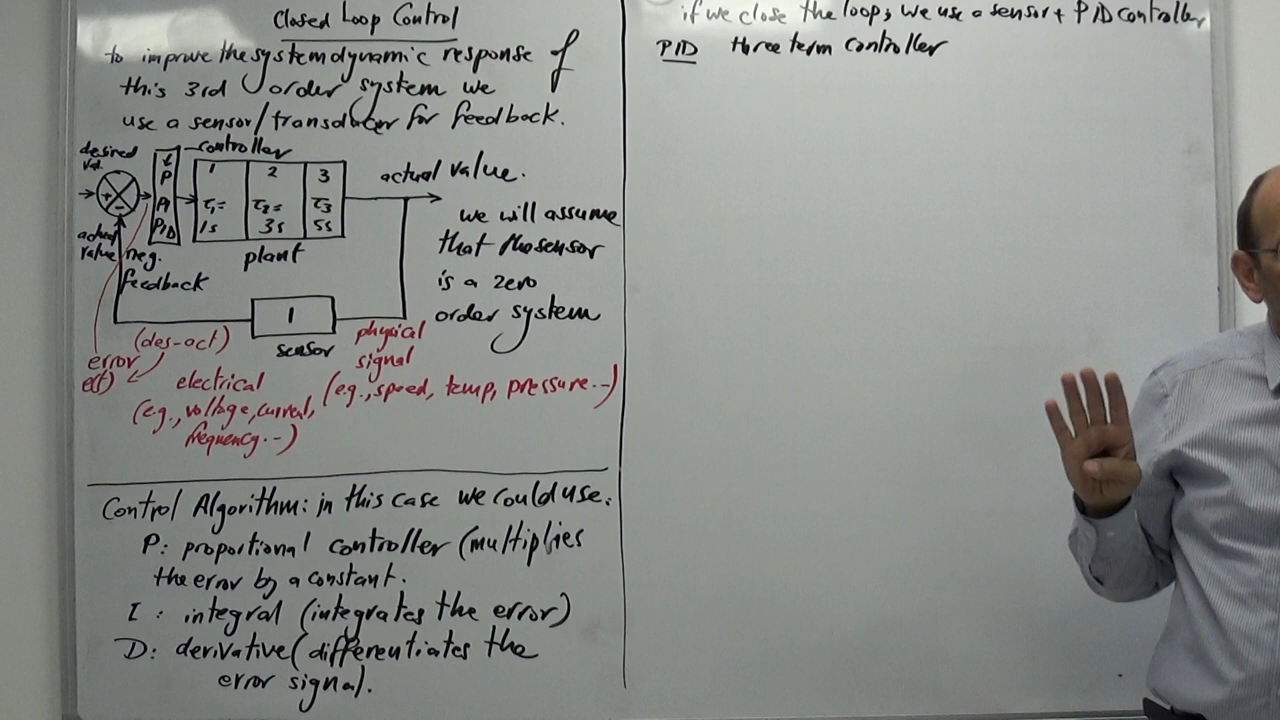 Closed Loop Control
to improve the system dynamic response of
this 3rd order system we
use a sensor/transducer for feedback.
desired
val.
controller
P
PI
PID
1 2 3
τ₁= τ₂= τ₃
1s 3s 5s
plant
actual value.
+
-
actual
value
neg.
feedback
we will assume
that the sensor
is a zero
order system
1
sensor
(des-act)
error
e(t)
electrical
(e.g., voltage, current,
frequency..-)
physical
signal
(e.g., speed, temp, pressure..-)
Control Algorithm: in this case we could use:
P: proportional controller (multiplies
the error by a constant.
I: integral (integrates the error)
D: derivative (differentiates the
error signal).
if we close the loop, we use a sensor + PID controller
PID three term controller